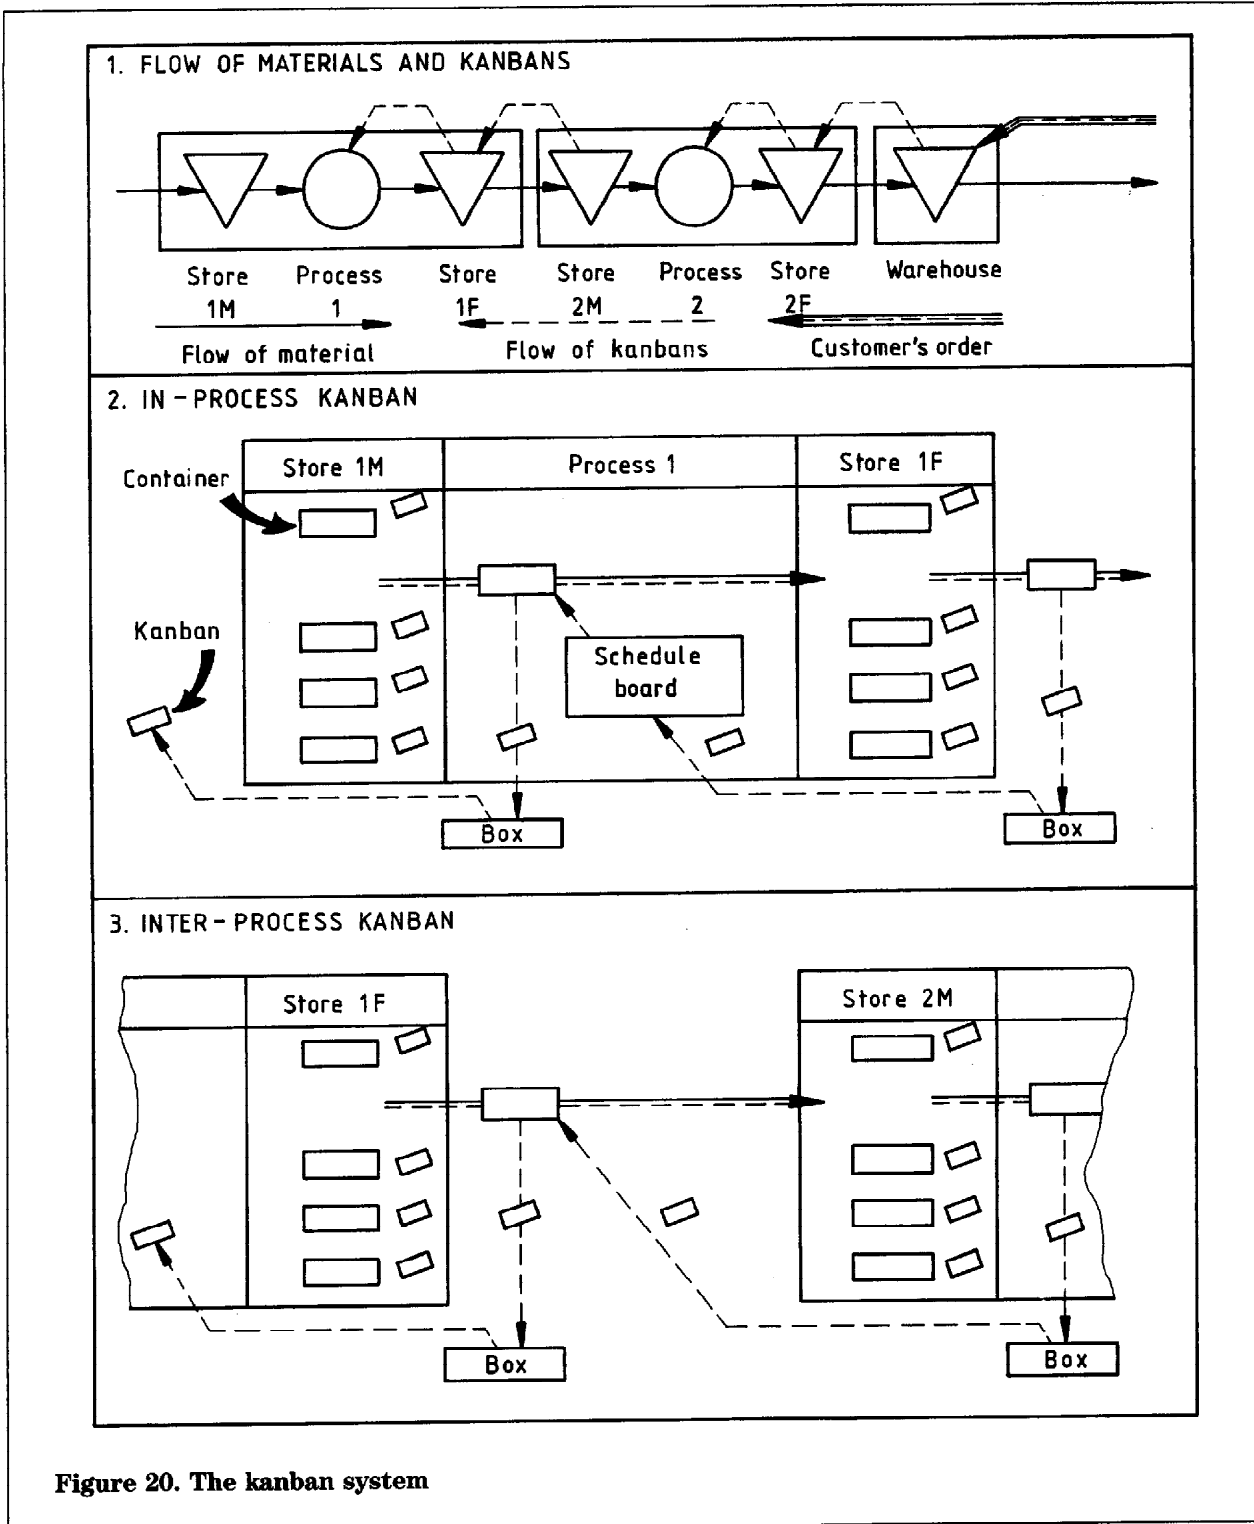 1. FLOW OF MATERIALS AND KANBANS
Store Process Store Store Process Store Warehouse
1M 1 1F 2M 2 2F
Flow of material Flow of kanbans Customer's order
2. IN-PROCESS KANBAN
Store 1M Process 1 Store 1F
Container
Kanban
Schedule
board
Box Box
3. INTER-PROCESS KANBAN
Store 1F Store 2M
Box Box
Figure 20. The kanban system